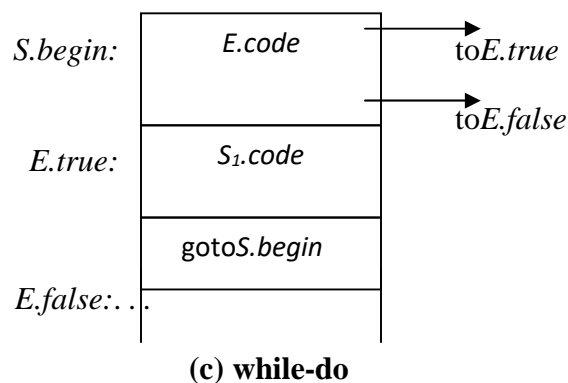 S.begin: E.code toE.true
toE.false
E.true: S₁.code
gotoS.begin
E.false:. . .
(c) while-do